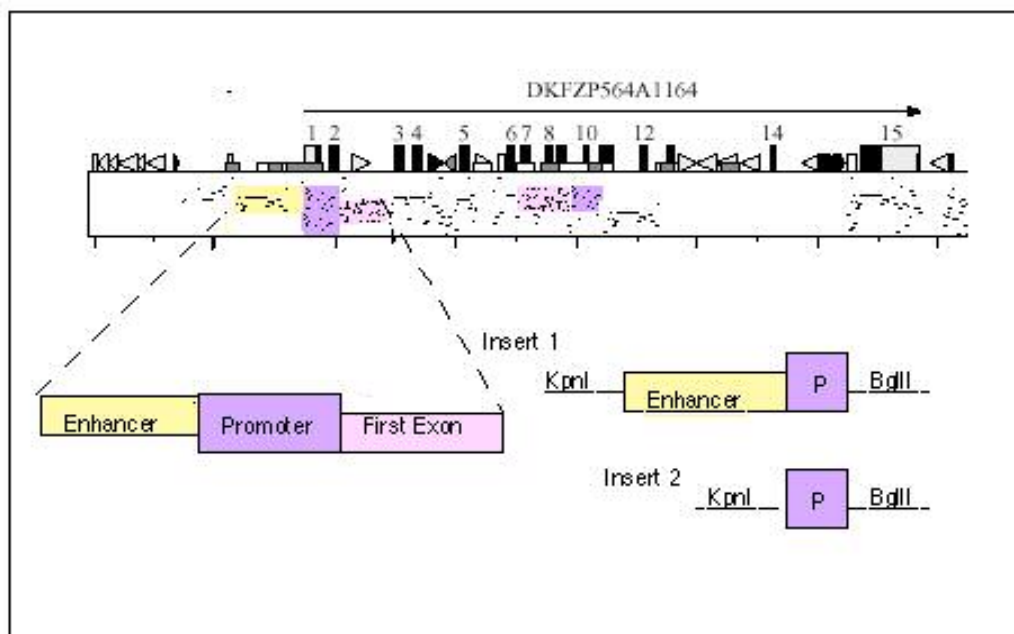 DKFZP564A1164
1 2 3 4 5 6 7 8 10 12 14 15
Insert 1
KpnI Enhancer P BglII
Enhancer Promoter First Exon
Insert 2
KpnI P BglII